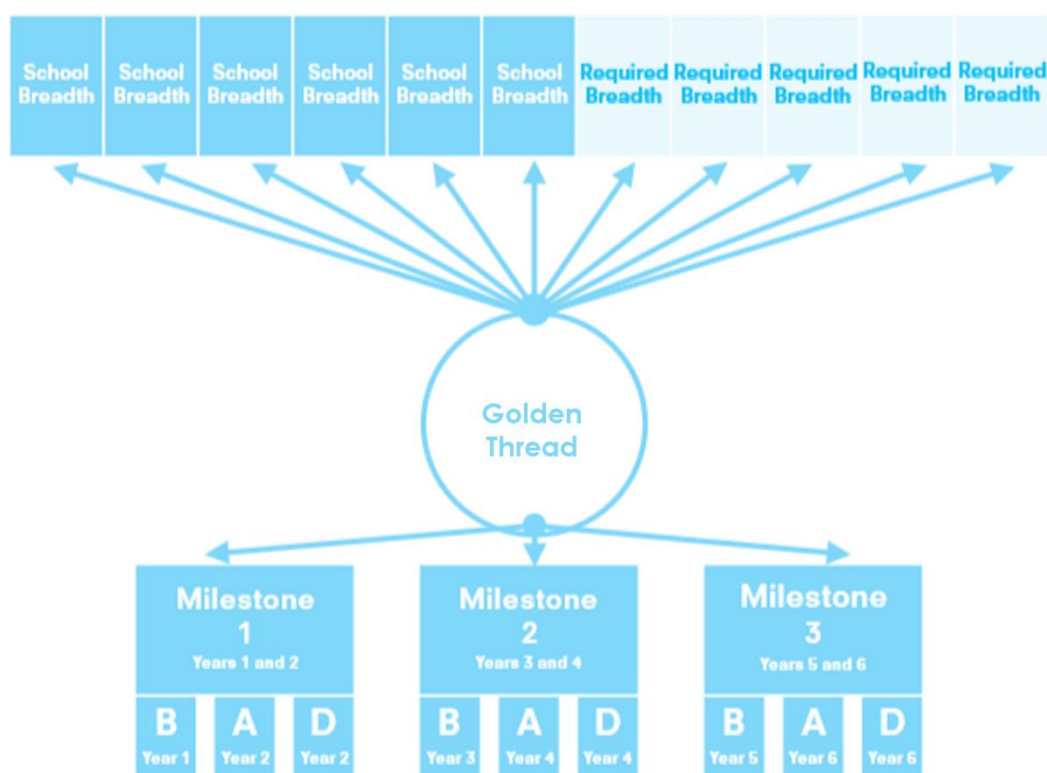 School
Breadth
School
Breadth
School
Breadth
School
Breadth
School
Breadth
School
Breadth
Required
Breadth
Required
Breadth
Required
Breadth
Required
Breadth
Required
Breadth
Golden
Thread
Milestone
1
Years 1 and 2
B
Year 1
A
Year 2
D
Year 2
Milestone
2
Years 3 and 4
B
Year 3
A
Year 4
D
Year 4
Milestone
3
Years 5 and 6
B
Year 5
A
Year 6
D
Year 6